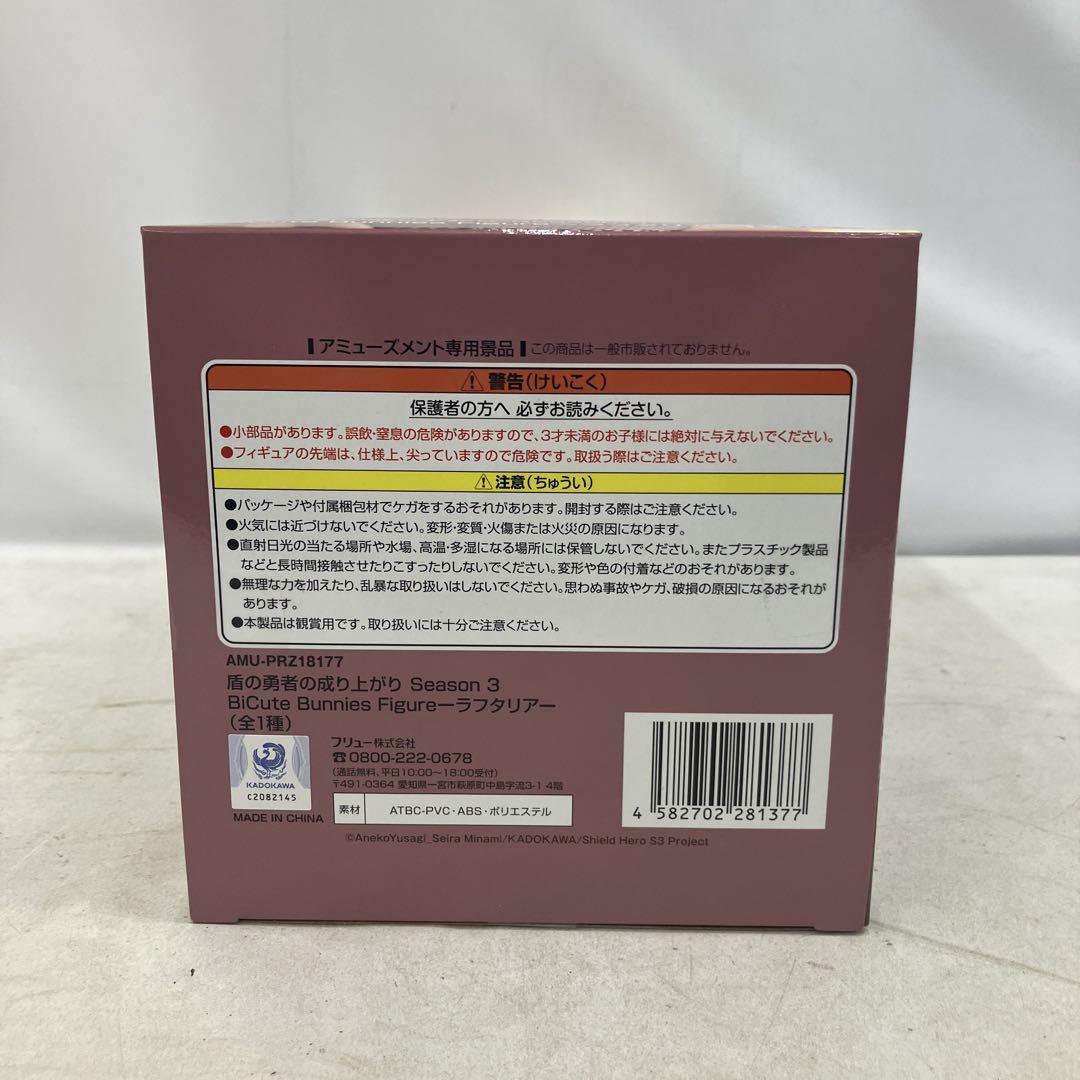 ▌アミューズメント専用景品▐ この商品は一般市販されておりません。
⚠ 警告(けいこく)
保護者の方へ 必ずお読みください。
●小部品があります。誤飲・窒息の危険がありますので、3才未満のお子様には絶対に与えないでください。
●フィギュアの先端は、仕様上、尖っていますので危険です。取扱う際はご注意ください。
⚠ 注意(ちゅうい)
●パッケージや付属梱包材でケガをするおそれがあります。開封する際はご注意ください。
●火気には近づけないでください。変形・変質・火傷または火災の原因になります。
●直射日光の当たる場所や水場、高温・多湿になる場所には保管しないでください。またプラスチック製品
などと長時間接触させたりこすったりしないでください。変形や色の付着などのおそれがあります。
●無理な力を加えたり、乱暴な取り扱いはしないでください。思わぬ事故やケガ、破損の原因になるおそれが
あります。
●本製品は観賞用です。取り扱いには十分ご注意ください。
AMU-PRZ18177
盾の勇者の成り上がり Season 3
BiCute Bunnies Figureーラフタリアー
(全1種)
KADOKAWA
C2082145
MADE IN CHINA
フリュー株式会社
☎0800-222-0678
(通話無料、平日10:00~18:00受付)
〒491-0364 愛知県一宮市萩原町中島字流3-1 4階
素材 ATBC-PVC・ABS・ポリエステル
4 582702 281377
©AnekoYusagi_Seira Minami/KADOKAWA/Shield Hero S3 Project